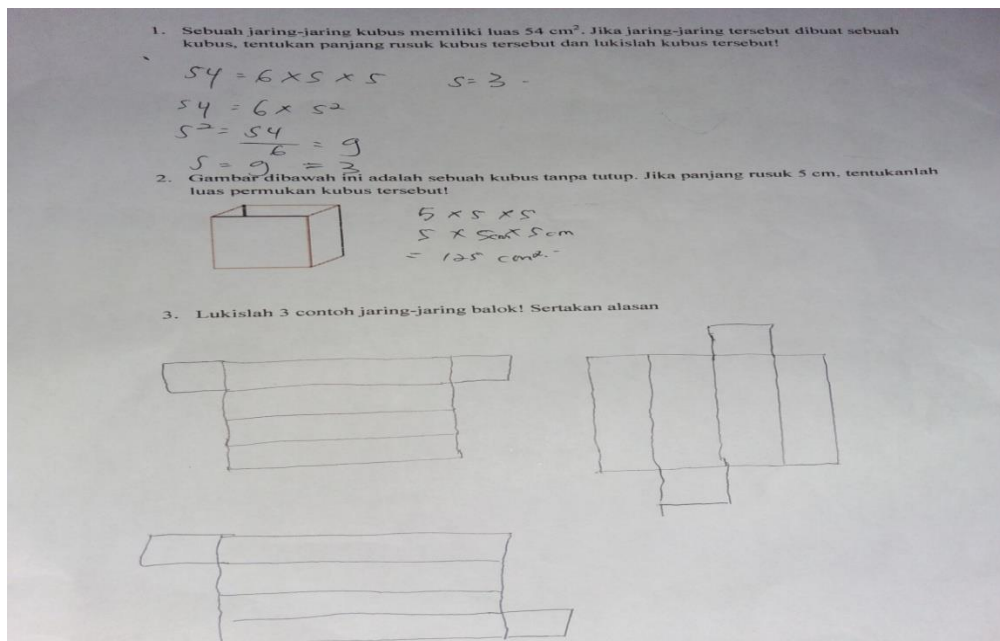 1. Sebuah jaring-jaring kubus memiliki luas 54 cm². Jika jaring-jaring tersebut dibuat sebuah
kubus, tentukan panjang rusuk kubus tersebut dan lukislah kubus tersebut!
54 = 6 × s × s s = 3
54 = 6 × s²
s² = 54/6 = 9
s = 9 = 3
2. Gambar dibawah ini adalah sebuah kubus tanpa tutup. Jika panjang rusuk 5 cm, tentukanlah
luas permukan kubus tersebut!
5 × s × s
5 × 5cm × 5 cm
= 125 cm².
3. Lukislah 3 contoh jaring-jaring balok! Sertakan alasan